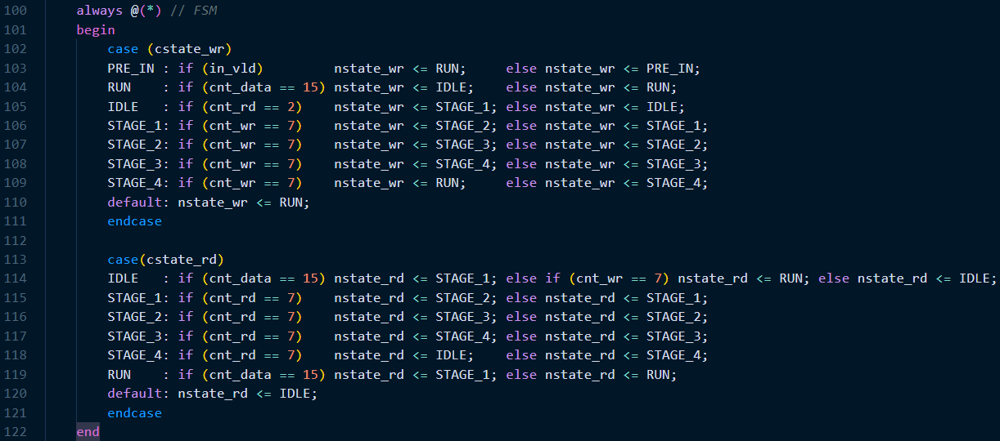 100 always @(*) // FSM
101 begin
102 case (cstate_wr)
103 PRE_IN : if (in_vld) nstate_wr <= RUN; else nstate_wr <= PRE_IN;
104 RUN : if (cnt_data == 15) nstate_wr <= IDLE; else nstate_wr <= RUN;
105 IDLE : if (cnt_rd == 2) nstate_wr <= STAGE_1; else nstate_wr <= IDLE;
106 STAGE_1: if (cnt_wr == 7) nstate_wr <= STAGE_2; else nstate_wr <= STAGE_1;
107 STAGE_2: if (cnt_wr == 7) nstate_wr <= STAGE_3; else nstate_wr <= STAGE_2;
108 STAGE_3: if (cnt_wr == 7) nstate_wr <= STAGE_4; else nstate_wr <= STAGE_3;
109 STAGE_4: if (cnt_wr == 7) nstate_wr <= RUN; else nstate_wr <= STAGE_4;
110 default: nstate_wr <= RUN;
111 endcase
112
113 case(cstate_rd)
114 IDLE : if (cnt_data == 15) nstate_rd <= STAGE_1; else if (cnt_wr == 7) nstate_rd <= RUN; else nstate_rd <= IDLE;
115 STAGE_1: if (cnt_rd == 7) nstate_rd <= STAGE_2; else nstate_rd <= STAGE_1;
116 STAGE_2: if (cnt_rd == 7) nstate_rd <= STAGE_3; else nstate_rd <= STAGE_2;
117 STAGE_3: if (cnt_rd == 7) nstate_rd <= STAGE_4; else nstate_rd <= STAGE_3;
118 STAGE_4: if (cnt_rd == 7) nstate_rd <= IDLE; else nstate_rd <= STAGE_4;
119 RUN : if (cnt_data == 15) nstate_rd <= STAGE_1; else nstate_rd <= RUN;
120 default: nstate_rd <= IDLE;
121 endcase
122 end